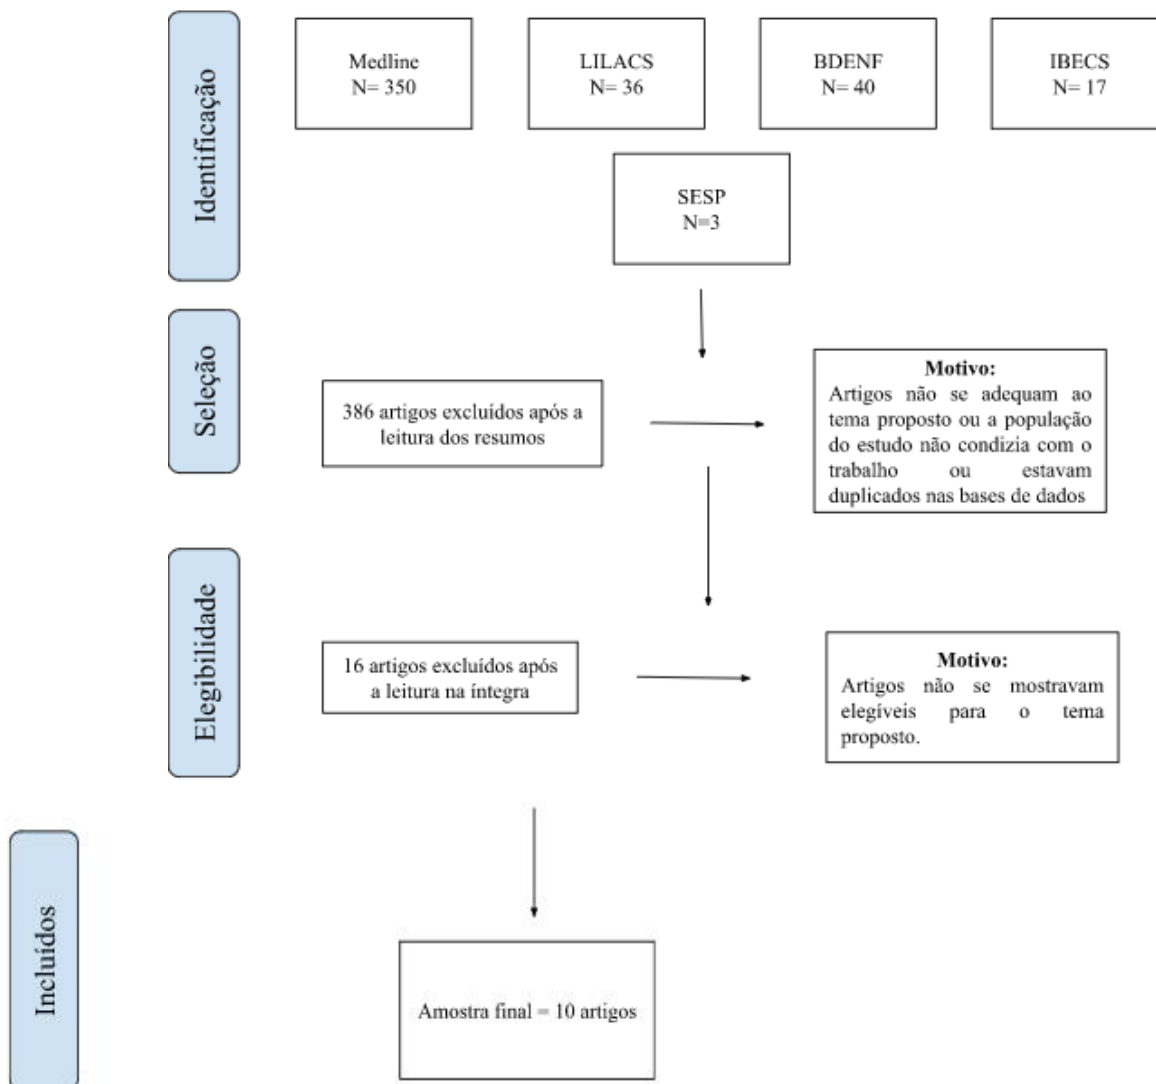 Identificação
Medline
N= 350
LILACS
N= 36
BDENF
N= 40
IBECS
N= 17
SESP
N=3
Seleção
386 artigos excluídos após a
leitura dos resumos
Motivo:
Artigos não se adequam ao
tema proposto ou a população
do estudo não condizia com o
trabalho ou estavam
duplicados nas bases de dados
Elegibilidade
16 artigos excluídos após
a leitura na íntegra
Motivo:
Artigos não se mostravam
elegíveis para o tema
proposto.
Incluídos
Amostra final = 10 artigos